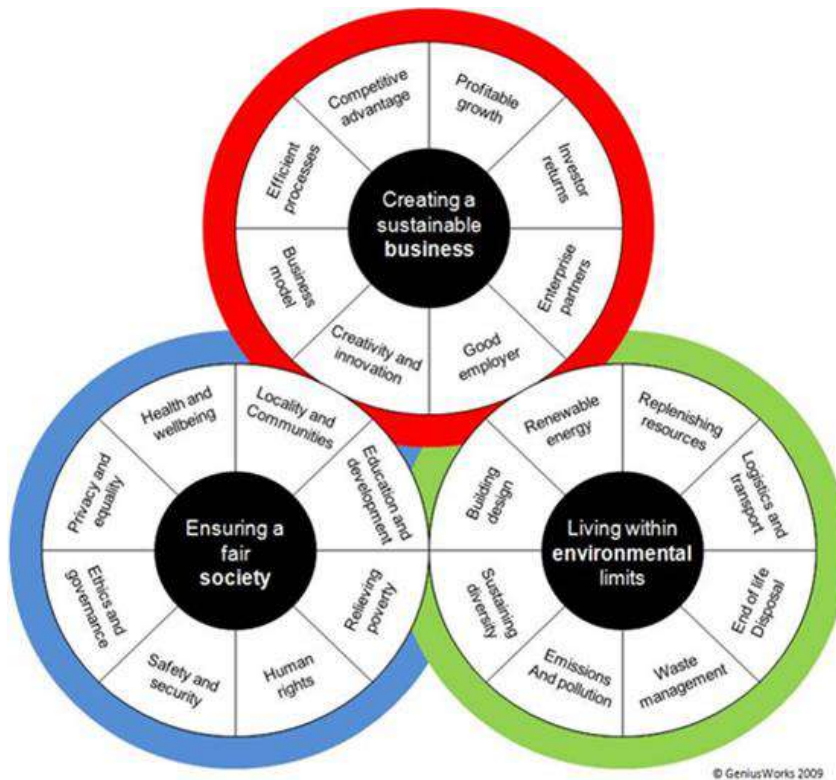 Competitive
advantage
Profitable
growth
Investor
returns
Enterprise
partners
Good
employer
Creativity and
innovation
Business
model
Efficient
processes
Creating a
sustainable
business
Health and
wellbeing
Locality and
Communities
Education and
development
Relieving
poverty
Human
rights
Safety and
security
Ethics and
governance
Privacy and
equality
Ensuring a
fair
society
Renewable
energy
Replenishing
resources
Logistics and
transport
End of life
Disposal
Waste
management
Emissions
And pollution
Sustaining
diversity
Building
design
Living within
environmental
limits
© GeniusWorks 2009